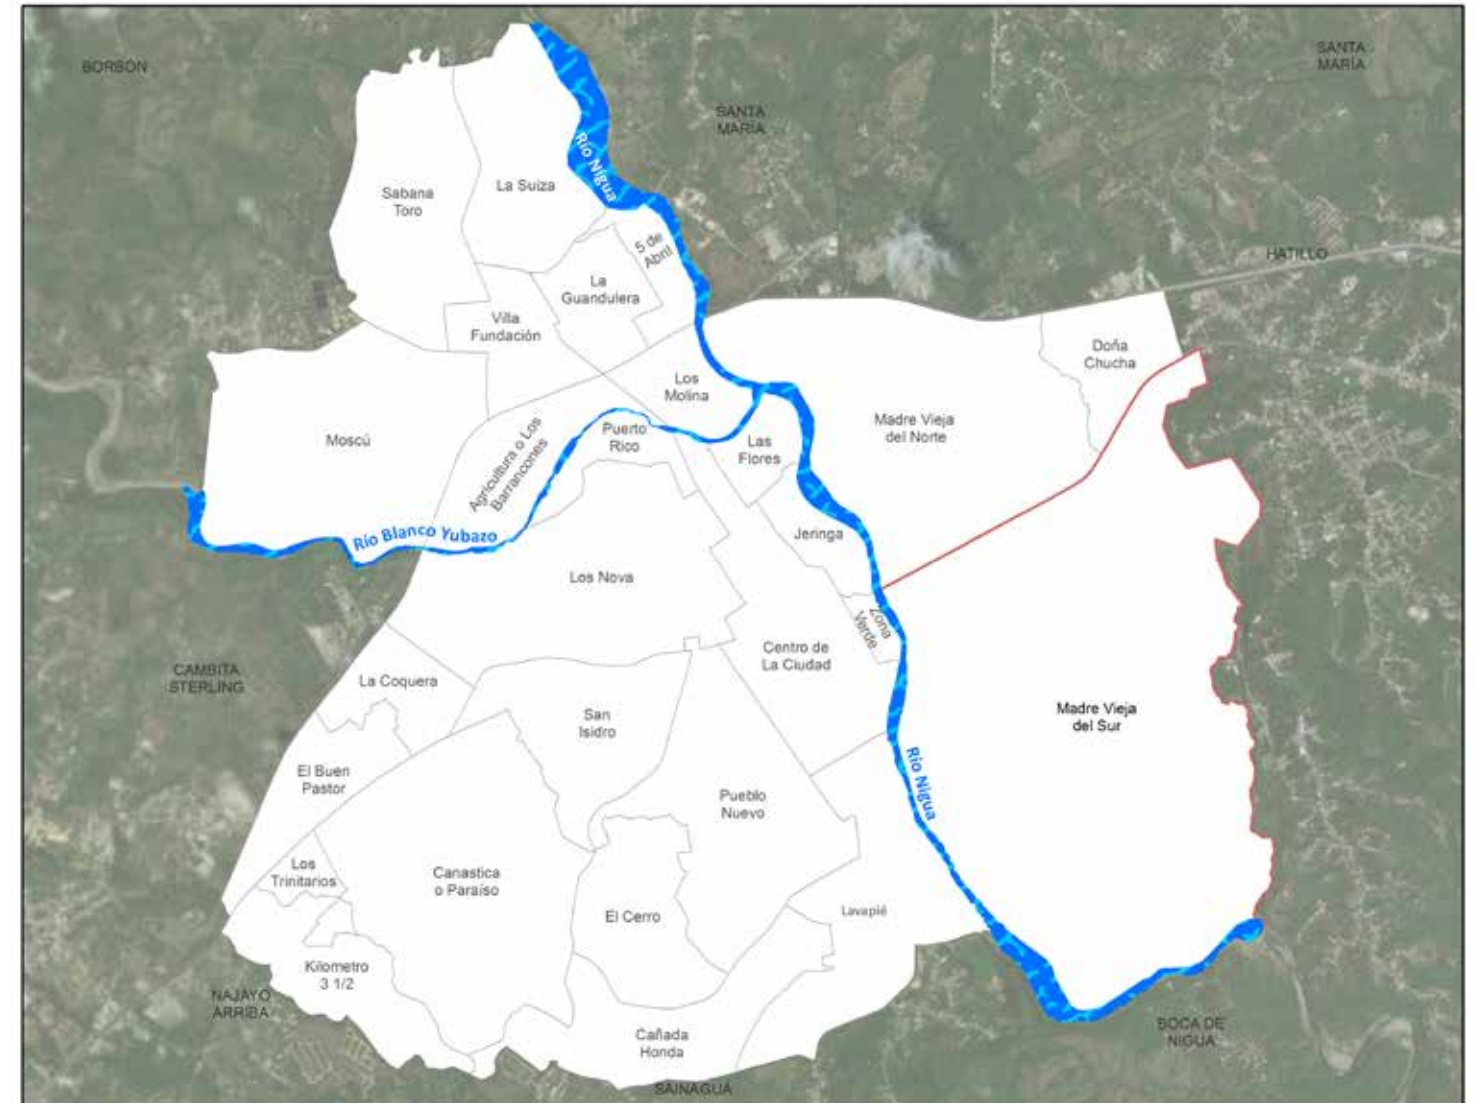 BORBÓN
SANTA
MARÍA
SANTA
MARÍA
Río Nigua
Sabana
Toro
La Suiza
5 de
Abril
HATILLO
La
Guandulera
Villa
Fundación
Doña
Chucha
Los
Molina
Madre Vieja
del Norte
Moscú
Agricultura o Los
Barrancones
Puerto
Rico
Las
Flores
Río Blanco Yubazo
Jeringa
Los Nova
Zona
Verde
Centro de
La Ciudad
CAMBITA
STERLING
La Coquera
San
Isidro
Madre Vieja
del Sur
El Buen
Pastor
Río Nigua
Pueblo
Nuevo
Los
Trinitarios
Canastica
o Paraíso
El Cerro
Lavapié
Kilometro
3 1/2
NAJAYO
ARRIBA
Cañada
Honda
BOCA DE
NIGUA
SAINAGUÁ